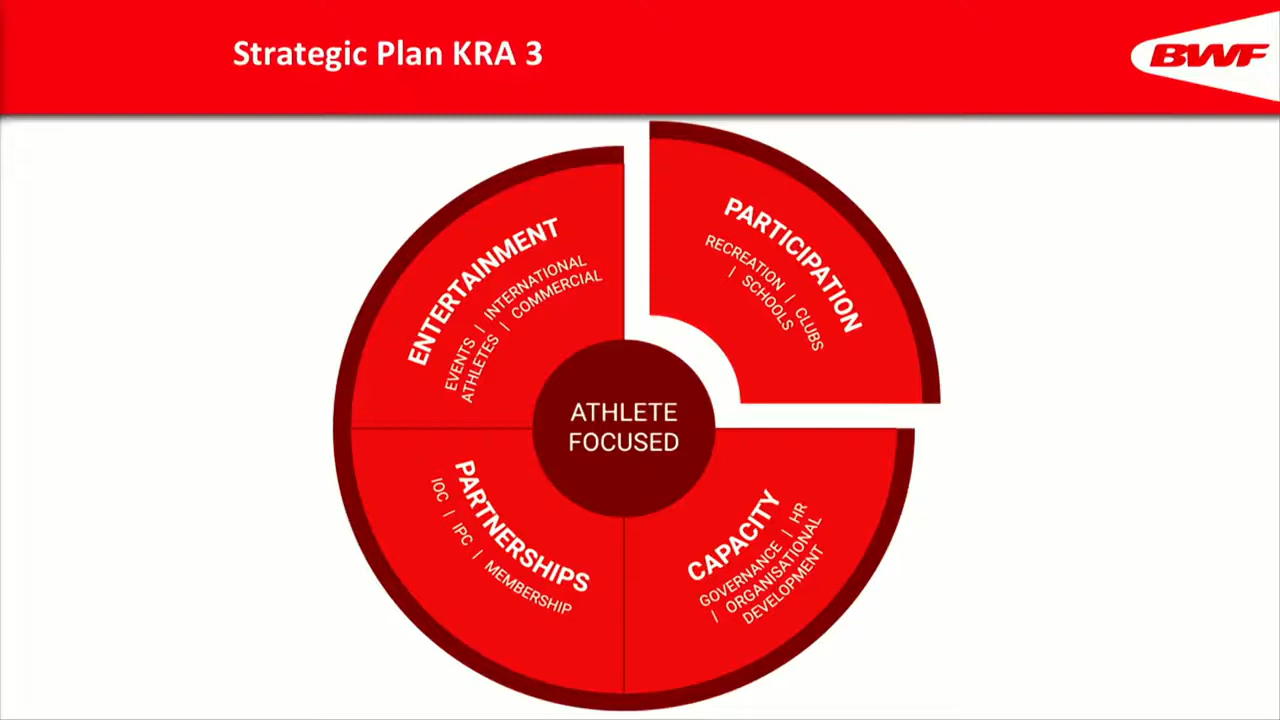 Strategic Plan KRA 3
BWF
ENTERTAINMENT
EVENTS | INTERNATIONAL
ATHLETES | COMMERCIAL
PARTICIPATION
RECREATION | CLUBS
| SCHOOLS
ATHLETE
FOCUSED
PARTNERSHIPS
IOC | IPC | MEMBERSHIP
CAPACITY
GOVERNANCE | HR
| ORGANISATIONAL
DEVELOPMENT